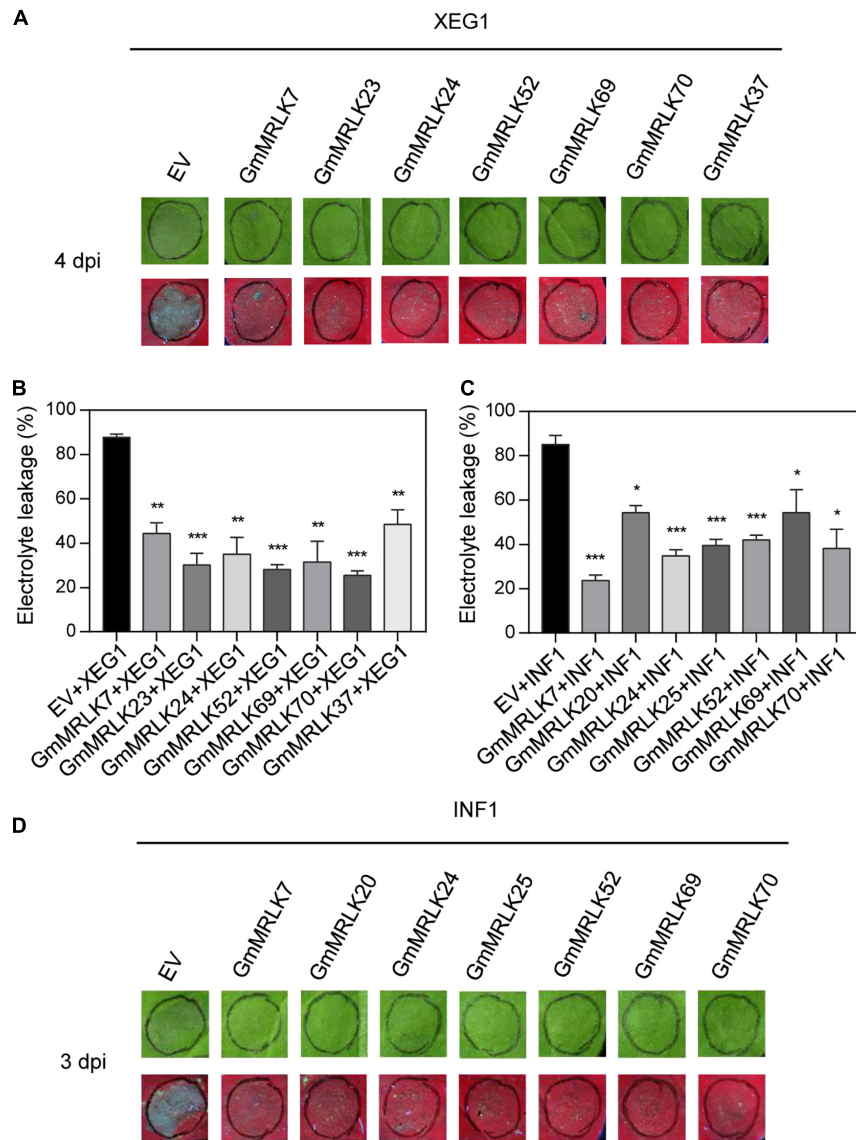 A
XEG1
EV
GmMRLK7
GmMRLK23
GmMRLK24
GmMRLK52
GmMRLK69
GmMRLK70
GmMRLK37
4 dpi
B
Electrolyte leakage (%)
100
80
60
40
20
0
**
***
**
***
**
***
**
EV+XEG1
GmMRLK7+XEG1
GmMRLK23+XEG1
GmMRLK24+XEG1
GmMRLK52+XEG1
GmMRLK69+XEG1
GmMRLK70+XEG1
GmMRLK37+XEG1
C
Electrolyte leakage (%)
100
80
60
40
20
0
***
*
***
***
***
*
*
EV+INF1
GmMRLK7+INF1
GmMRLK20+INF1
GmMRLK24+INF1
GmMRLK25+INF1
GmMRLK52+INF1
GmMRLK69+INF1
GmMRLK70+INF1
D
INF1
EV
GmMRLK7
GmMRLK20
GmMRLK24
GmMRLK25
GmMRLK52
GmMRLK69
GmMRLK70
3 dpi